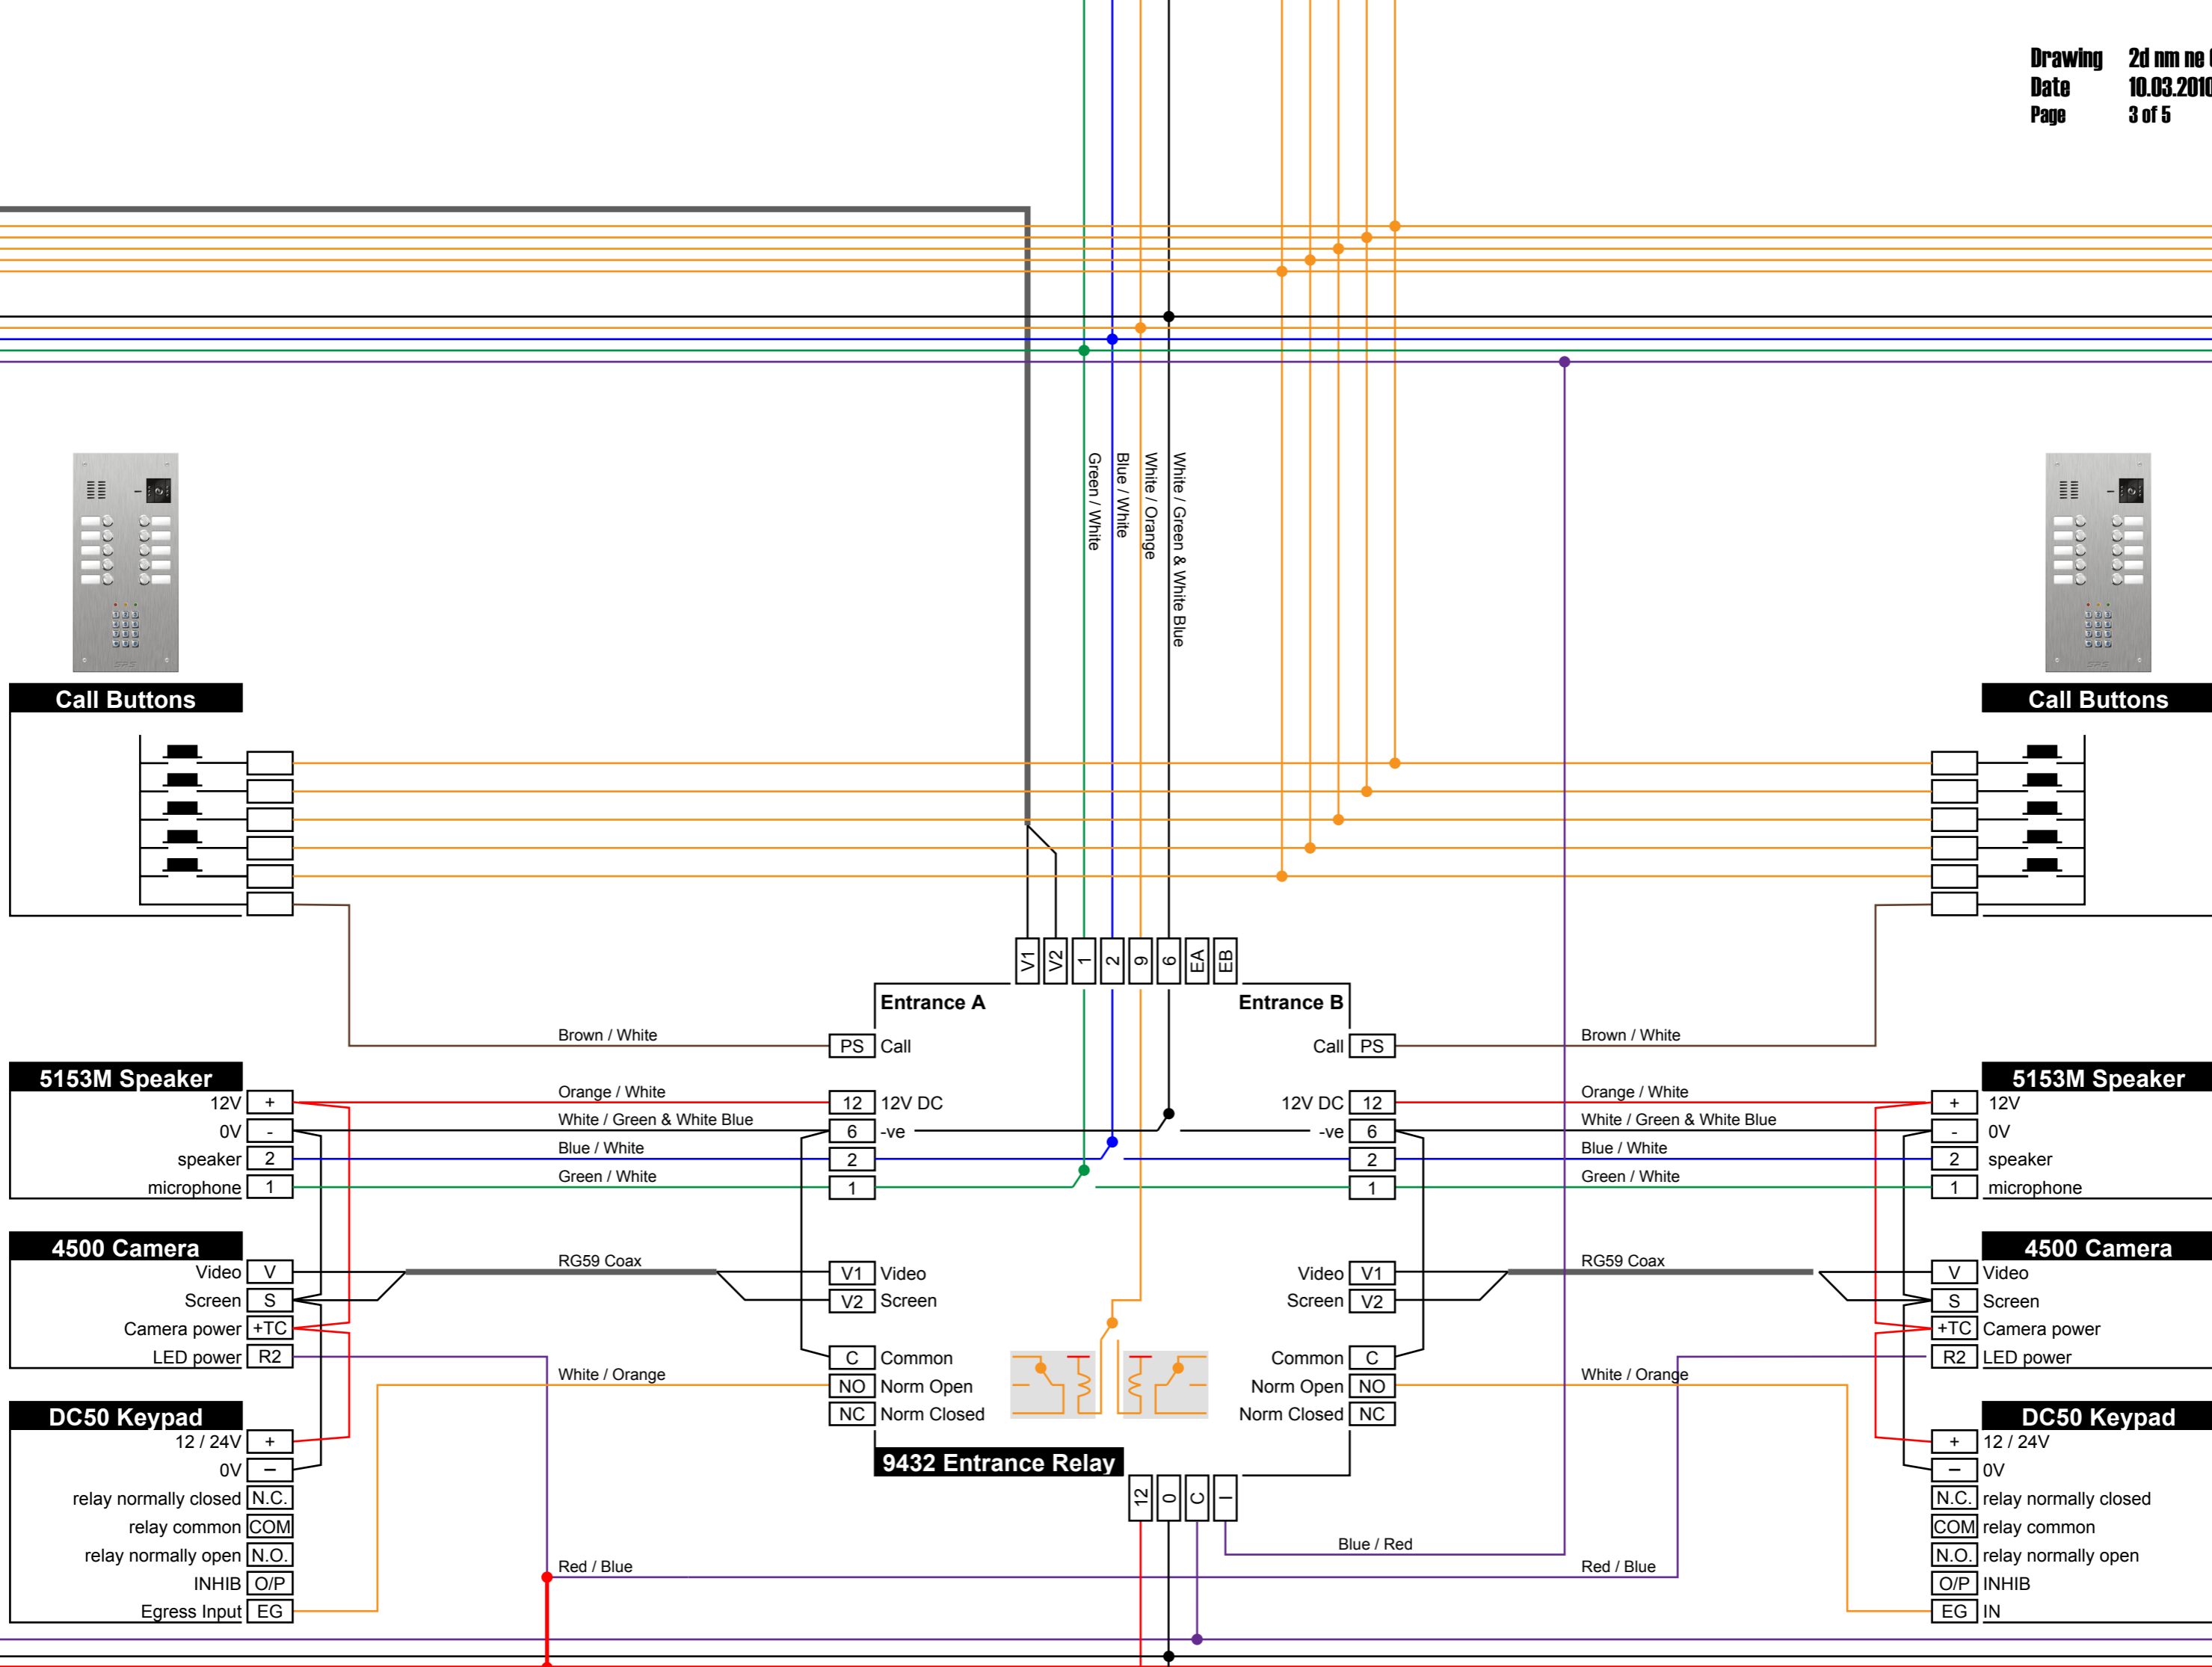 Drawing 2d nm ne
Date 10.03.2010
Page 3 of 5
Green / White
Blue / White
White / Orange
White / Green & White Blue
Call Buttons
Call Buttons
V1
V2
1
2
9
6
EA
EB
Entrance A
Entrance B
Brown / White
PS Call
Call PS
Brown / White
5153M Speaker
12V +
0V -
speaker 2
microphone 1
Orange / White
White / Green & White Blue
Blue / White
Green / White
12 12V DC
6 -ve
2
1
12V DC 12
-ve 6
2
1
Orange / White
White / Green & White Blue
Blue / White
Green / White
5153M Speaker
+ 12V
- 0V
2 speaker
1 microphone
4500 Camera
Video V
Screen S
Camera power +TC
LED power R2
RG59 Coax
V1 Video
V2 Screen
Video V1
Screen V2
RG59 Coax
4500 Camera
V Video
S Screen
+TC Camera power
R2 LED power
White / Orange
C Common
NO Norm Open
NC Norm Closed
Common C
Norm Open NO
Norm Closed NC
White / Orange
9432 Entrance Relay
12
0
C
I
DC50 Keypad
12 / 24V +
0V –
relay normally closed N.C.
relay common COM
relay normally open N.O.
INHIB O/P
Egress Input EG
Red / Blue
Blue / Red
Red / Blue
DC50 Keypad
+ 12 / 24V
– 0V
N.C. relay normally closed
COM relay common
N.O. relay normally open
O/P INHIB
EG IN